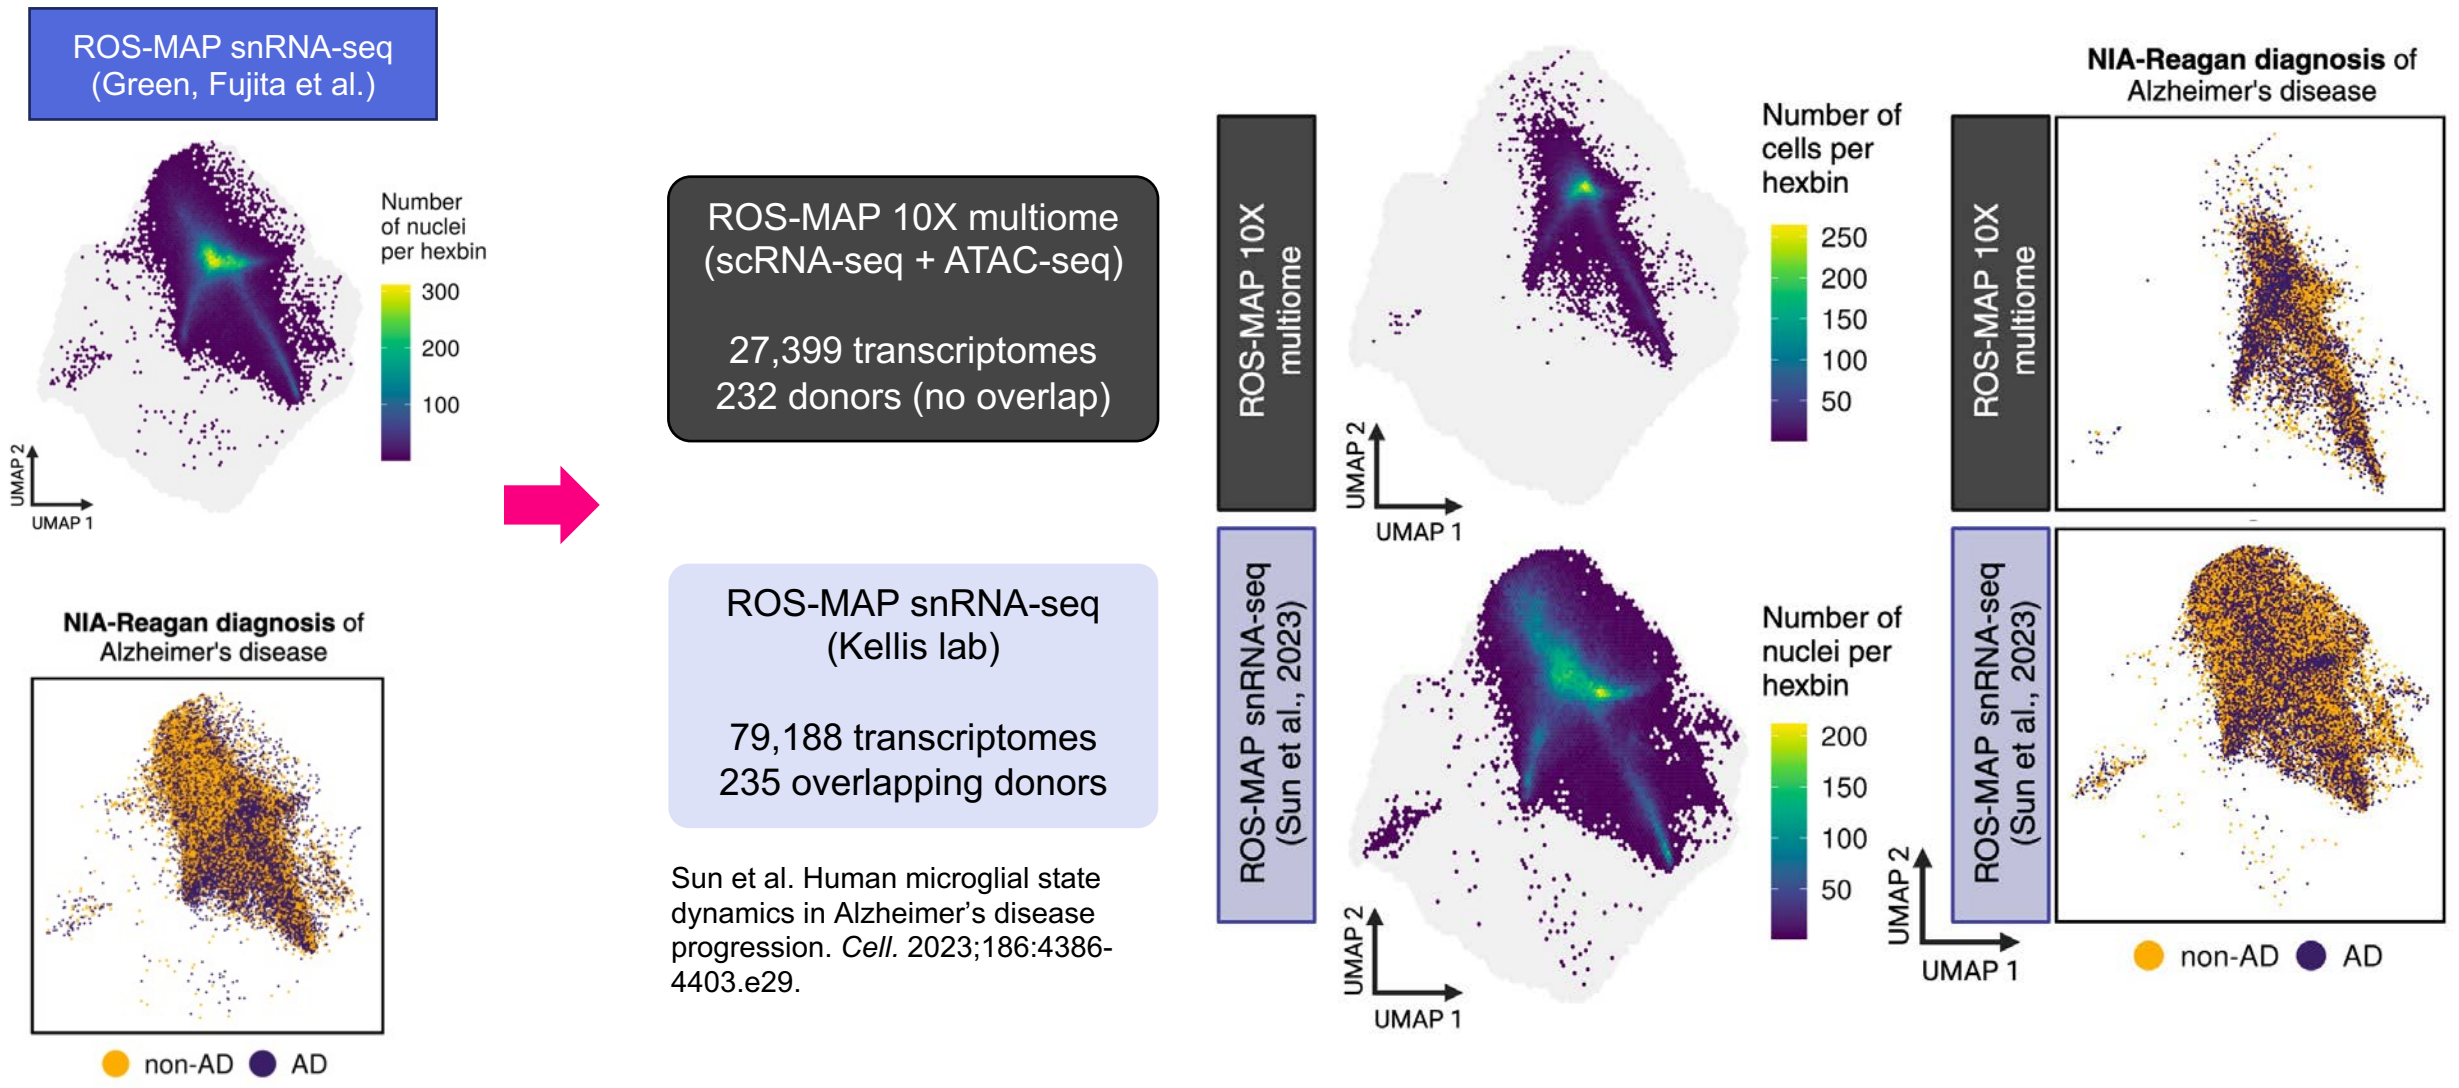 ROS-MAP snRNA-seq
(Green, Fujita et al.)
Number
of nuclei
per hexbin
300
200
100
UMAP 2
UMAP 1
NIA-Reagan diagnosis of
Alzheimer's disease
non-AD
AD
ROS-MAP 10X multiome
(scRNA-seq + ATAC-seq)
27,399 transcriptomes
232 donors (no overlap)
ROS-MAP snRNA-seq
(Kellis lab)
79,188 transcriptomes
235 overlapping donors
Sun et al. Human microglial state
dynamics in Alzheimer’s disease
progression. Cell. 2023;186:4386-
4403.e29.
ROS-MAP 10X
multiome
Number of
cells per
hexbin
250
200
150
100
50
UMAP 2
UMAP 1
ROS-MAP snRNA-seq
(Sun et al., 2023)
Number of
nuclei per
hexbin
200
150
100
50
UMAP 2
UMAP 1
NIA-Reagan diagnosis of
Alzheimer's disease
ROS-MAP 10X
multiome
ROS-MAP snRNA-seq
(Sun et al., 2023)
UMAP 2
UMAP 1
non-AD
AD